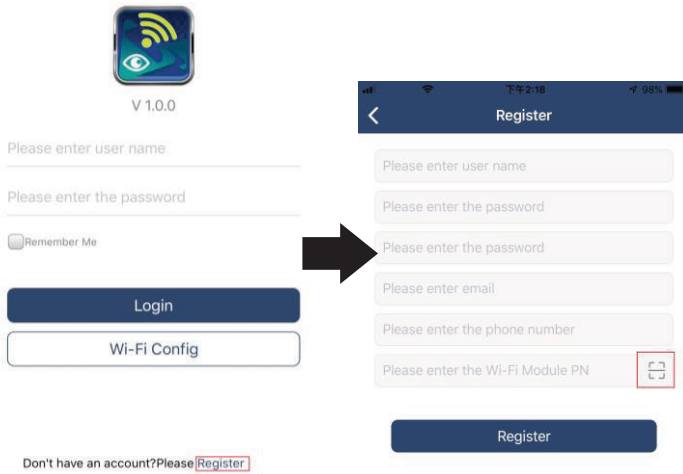 V 1.0.0
Please enter user name
Please enter the password
Remember Me
Login
Wi-Fi Config
Don't have an account?Please Register
下午2:18
98%
Register
Please enter user name
Please enter the password
Please enter the password
Please enter email
Please enter the phone number
Please enter the Wi-Fi Module PN
Register